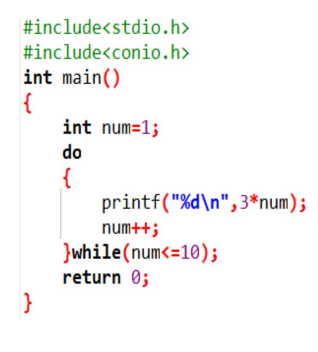 #include<stdio.h>
#include<conio.h>
int main()
{
    int num=1;
    do
    {
        printf("%d\n",3*num);
        num++;
    }while(num<=10);
    return 0;
}